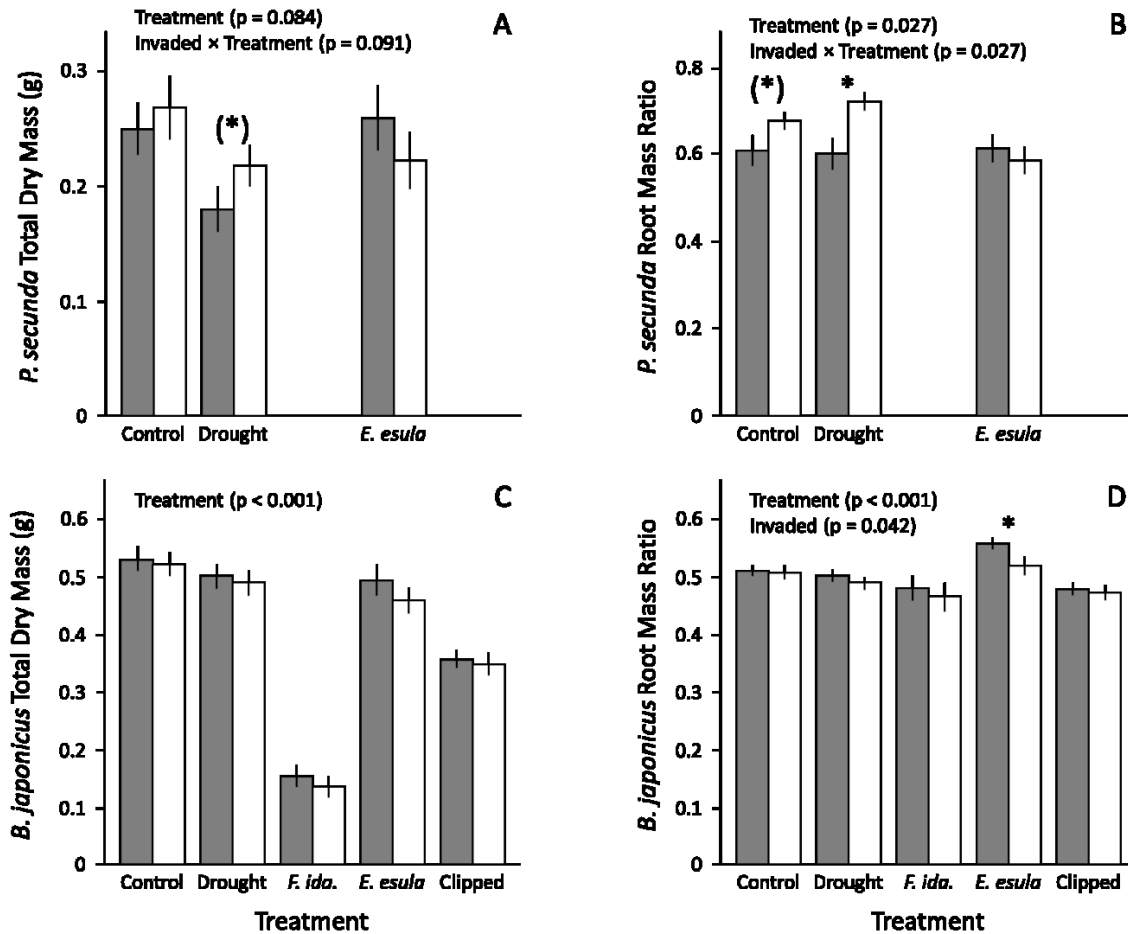 Treatment (p = 0.084)
Invaded × Treatment (p = 0.091)
A
P. secunda Total Dry Mass (g)
0.3
0.2
0.1
0
(*)
Control Drought E. esula
Treatment (p = 0.027)
Invaded × Treatment (p = 0.027)
B
P. secunda Root Mass Ratio
0.8
0.6
0.4
0.2
0
(*) *
Control Drought E. esula
Treatment (p < 0.001)
C
B. japonicus Total Dry Mass (g)
0.6
0.5
0.4
0.3
0.2
0.1
0
Control Drought F. ida. E. esula Clipped
Treatment
Treatment (p < 0.001)
Invaded (p = 0.042)
D
B. japonicus Root Mass Ratio
0.6
0.5
0.4
0.3
0.2
0.1
0
*
Control Drought F. ida. E. esula Clipped
Treatment